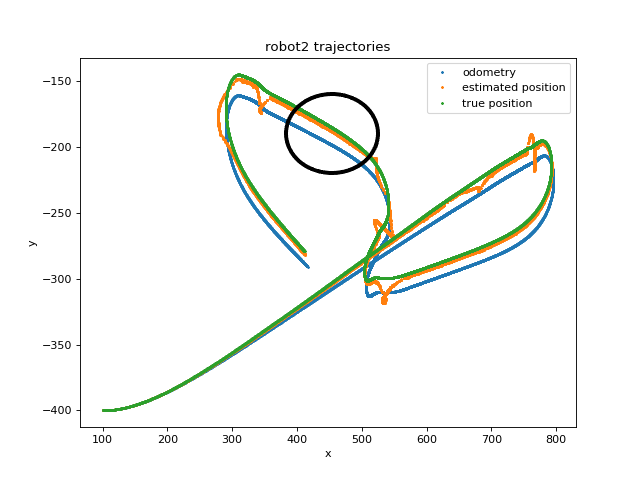 robot2 trajectories
odometry
estimated position
true position
−150
−200
−250
−300
−350
−400
y
100 200 300 400 500 600 700 800
x